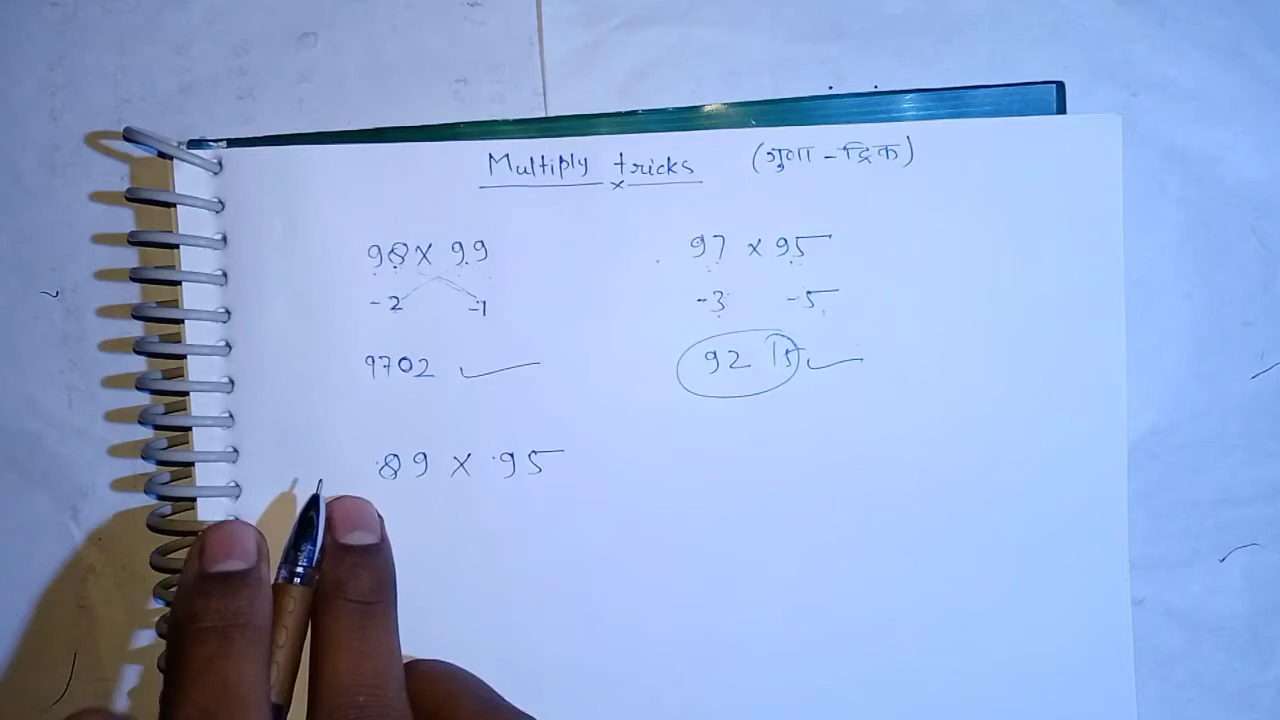 Multiply tricks (गुणा - ट्रिक)
98 x 99
-2 -1
9702
97 x 95
-3 -5
92 15
89 x 95